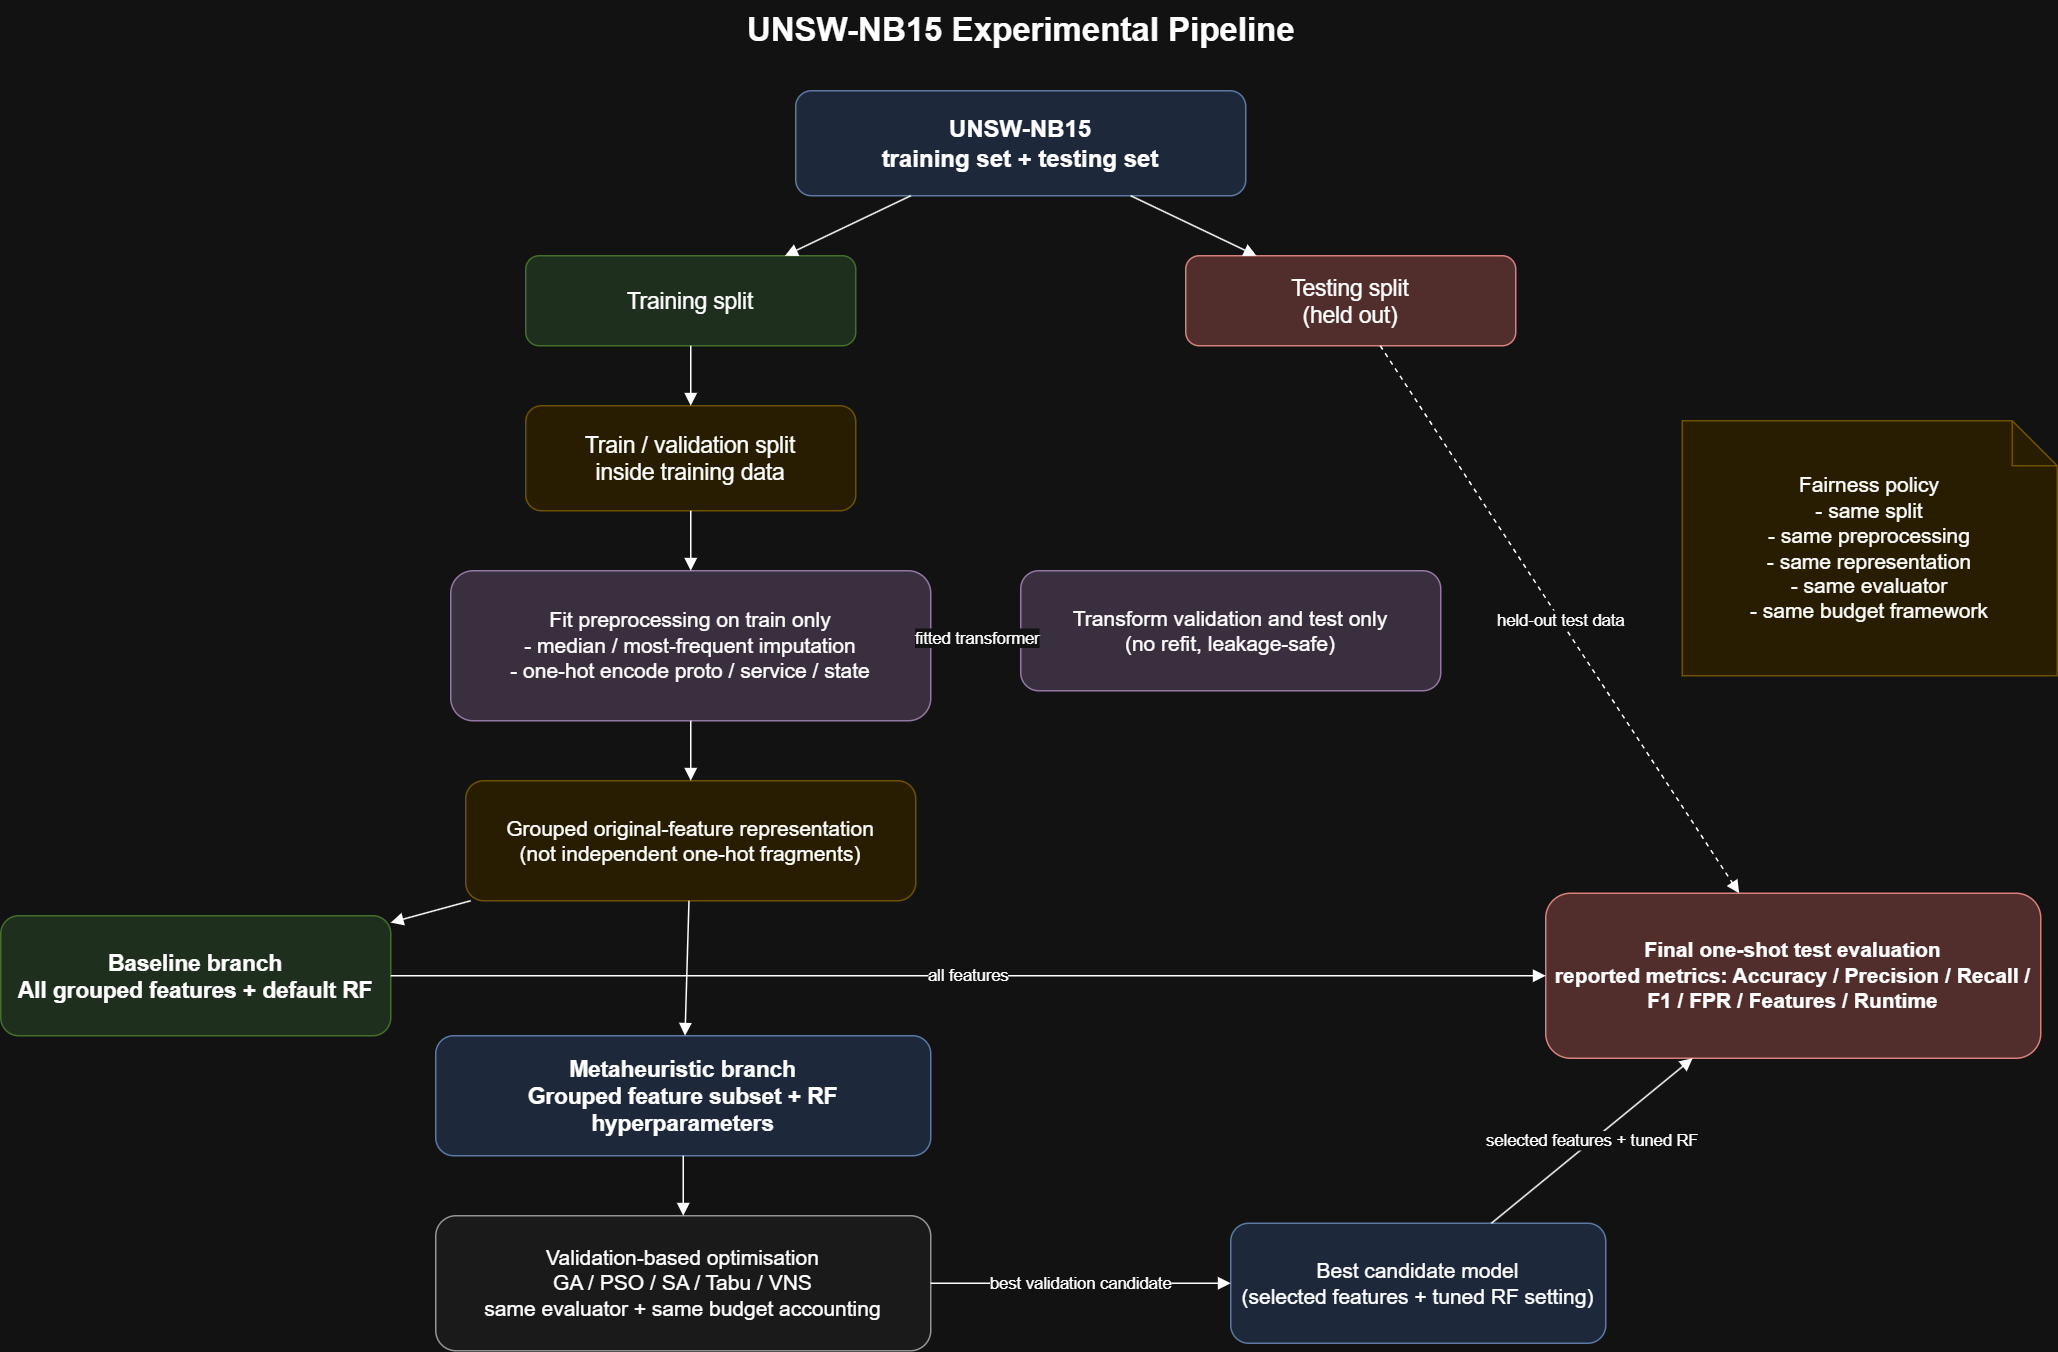 UNSW-NB15 Experimental Pipeline
UNSW-NB15
training set + testing set
Training split
Testing split
(held out)
Train / validation split
inside training data
Fairness policy
- same split
- same preprocessing
- same representation
- same evaluator
- same budget framework
Fit preprocessing on train only
- median / most-frequent imputation
- one-hot encode proto / service / state
fitted transformer
Transform validation and test only
(no refit, leakage-safe)
held-out test data
Grouped original-feature representation
(not independent one-hot fragments)
Baseline branch
All grouped features + default RF
all features
Final one-shot test evaluation
reported metrics: Accuracy / Precision / Recall /
F1 / FPR / Features / Runtime
Metaheuristic branch
Grouped feature subset + RF
hyperparameters
selected features + tuned RF
Validation-based optimisation
GA / PSO / SA / Tabu / VNS
same evaluator + same budget accounting
best validation candidate
Best candidate model
(selected features + tuned RF setting)